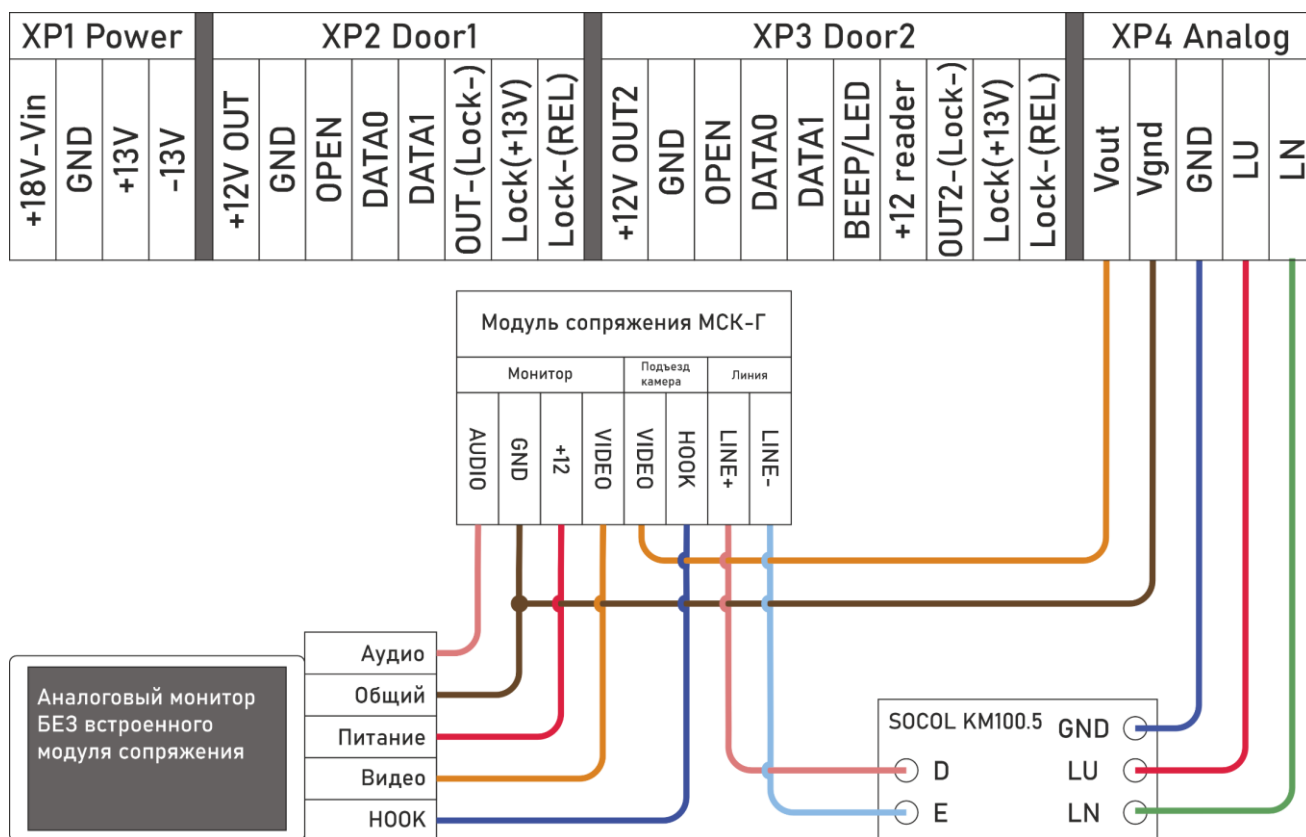 XP1 Power
XP2 Door1
XP3 Door2
XP4 Analog
+18V-Vin
GND
+13V
-13V
+12V OUT
GND
OPEN
DATA0
DATA1
OUT-(Lock-)
Lock(+13V)
Lock-(REL)
+12V OUT2
GND
OPEN
DATA0
DATA1
BEEP/LED
+12 reader
OUT2-(Lock-)
Lock(+13V)
Lock-(REL)
Vout
Vgnd
GND
LU
LN
Модуль сопряжения МСК-Г
Монитор
Подъезд
камера
Линия
AUDIO
GND
+12
VIDEO
VIDEO
HOOK
LINE+
LINE-
Аудио
Общий
Питание
Видео
HOOK
Аналоговый монитор
БЕЗ встроенного
модуля сопряжения
SOCOL KM100.5
GND
D
LU
E
LN